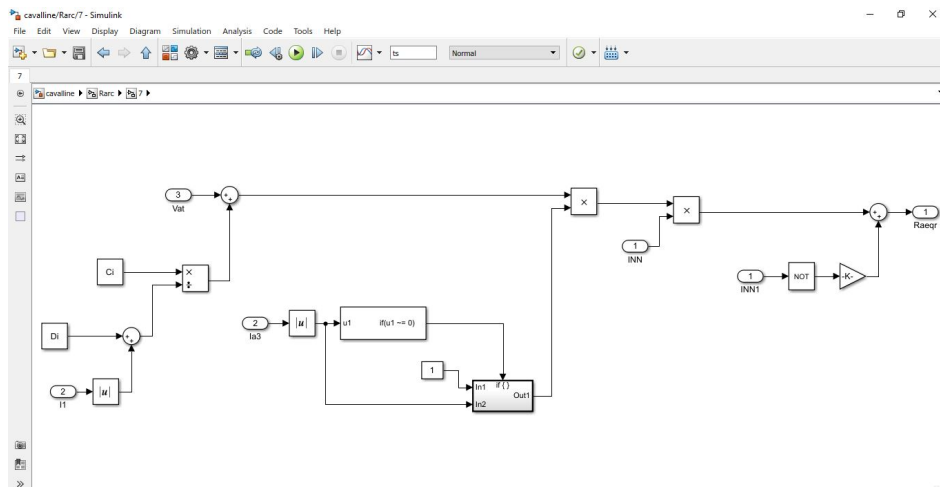 cavalline/Rarc/7 - Simulink
File Edit View Display Diagram Simulation Analysis Code Tools Help
ts
Normal
7
cavalline Rarc 7
3
Vat
Ci
Di
2
I1
|u|
×
÷
2
Ia3
|u|
u1 if(u1 ~= 0)
1
In1 if { }
In2 Out1
×
×
1
INN
1
INN1
NOT
-K-
1
Raeqr